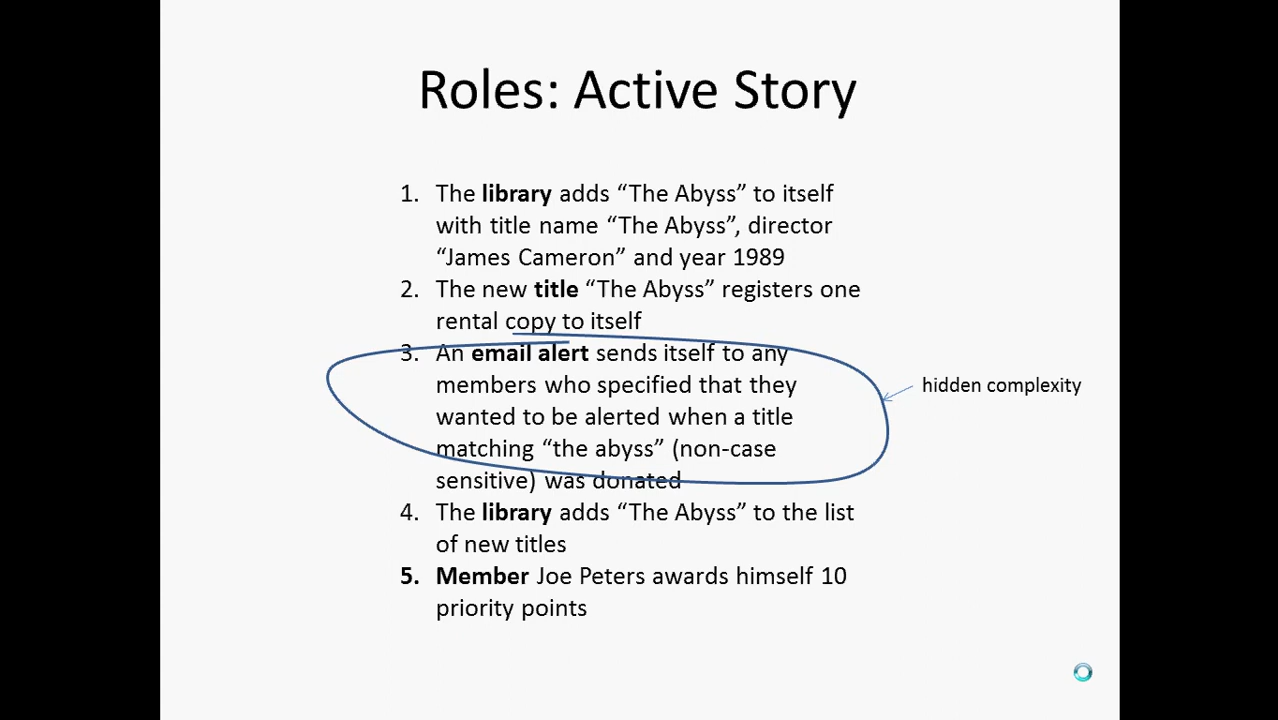 Roles: Active Story
1. The library adds “The Abyss” to itself
with title name “The Abyss”, director
“James Cameron” and year 1989
2. The new title “The Abyss” registers one
rental copy to itself
3. An email alert sends itself to any
members who specified that they
wanted to be alerted when a title
matching “the abyss” (non-case
sensitive) was donated
hidden complexity
4. The library adds “The Abyss” to the list
of new titles
5. Member Joe Peters awards himself 10
priority points